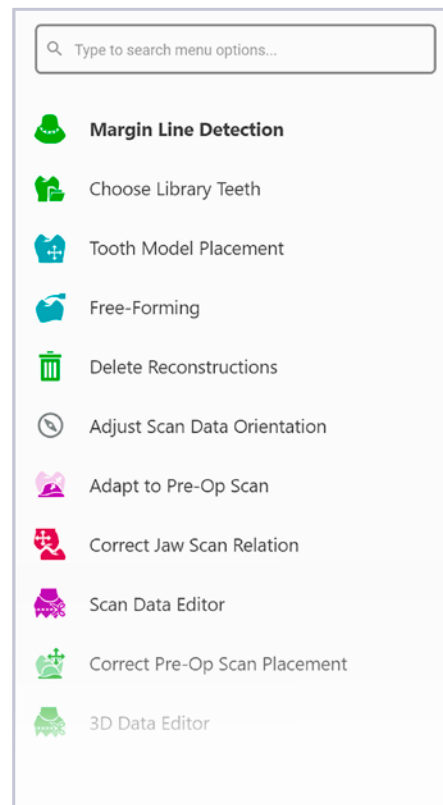 Type to search menu options...
Margin Line Detection
Choose Library Teeth
Tooth Model Placement
Free-Forming
Delete Reconstructions
Adjust Scan Data Orientation
Adapt to Pre-Op Scan
Correct Jaw Scan Relation
Scan Data Editor
Correct Pre-Op Scan Placement
3D Data Editor